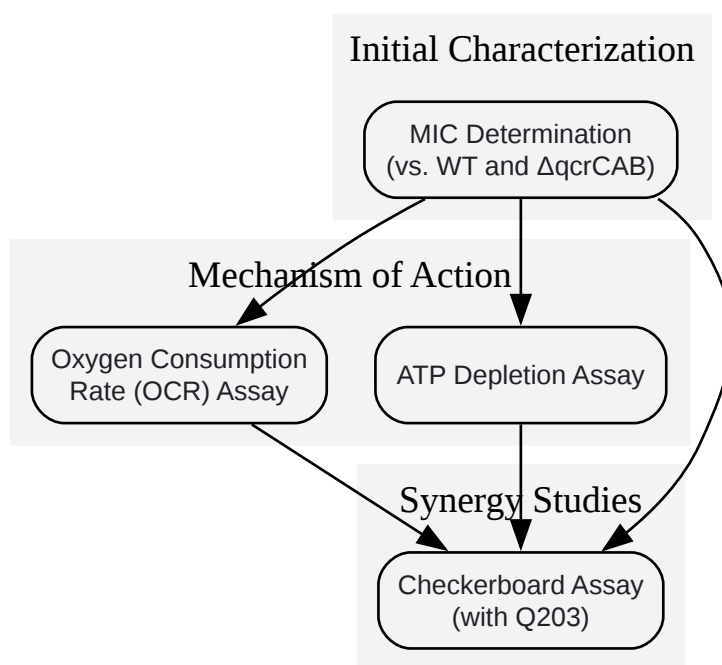 Initial Characterization
MIC Determination
(vs. WT and ΔqcrCAB)
Mechanism of Action
Oxygen Consumption
Rate (OCR) Assay
ATP Depletion Assay
Synergy Studies
Checkerboard Assay
(with Q203)